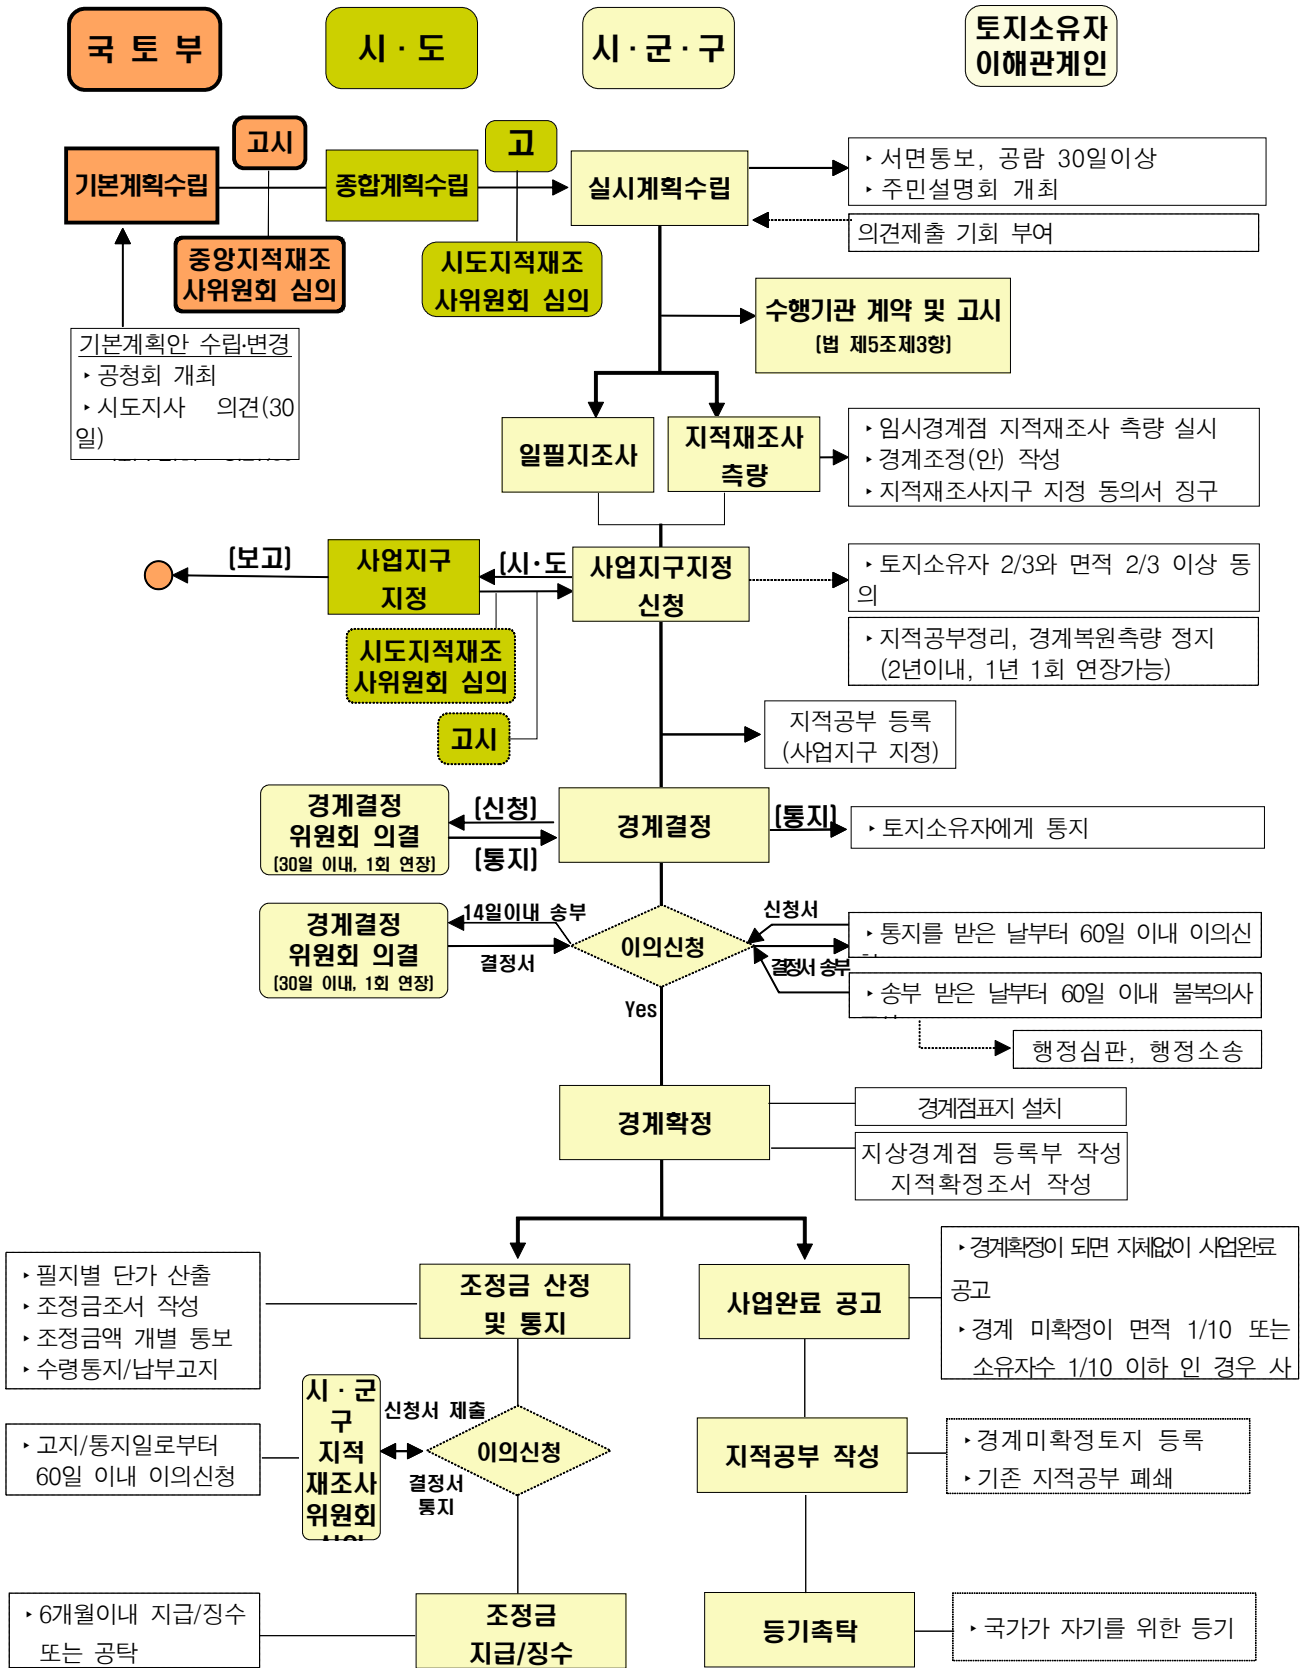 국 토 부
시 · 도
시 · 군 · 구
토지소유자
이해관계인
고시
고
기본계획수립
종합계획수립
실시계획수립
‣ 서면통보, 공람 30일이상
‣ 주민설명회 개최
의견제출 기회 부여
중앙지적재조
사위원회 심의
시도지적재조
사위원회 심의
수행기관 계약 및 고시
(법 제5조제3항)
기본계획안 수립·변경
‣ 공청회 개최
‣ 시도지사 의견(30
일)
일필지조사
지적재조사
측량
‣ 임시경계점 지적재조사 측량 실시
‣ 경계조정(안) 작성
‣ 지적재조사지구 지정 동의서 징구
(보고)
사업지구
지정
(시·도
사업지구지정
신청
‣ 토지소유자 2/3와 면적 2/3 이상 동
의
시도지적재조
사위원회 심의
‣ 지적공부정리, 경계복원측량 정지
(2년이내, 1년 1회 연장가능)
고시
지적공부 등록
(사업지구 지정)
경계결정
위원회 의결
(30일 이내, 1회 연장)
(신청)
(통지)
경계결정
(통지)
‣ 토지소유자에게 통지
경계결정
위원회 의결
(30일 이내, 1회 연장)
14일이내 송부
결정서
이의신청
신청서
결정서 송부
‣ 통지를 받은 날부터 60일 이내 이의신
‣ 송부 받은 날부터 60일 이내 불복의사
Yes
행정심판, 행정소송
경계확정
경계점표지 설치
지상경계점 등록부 작성
지적확정조서 작성
‣ 필지별 단가 산출
‣ 조정금조서 작성
‣ 조정금액 개별 통보
‣ 수령통지/납부고지
조정금 산정
및 통지
사업완료 공고
‣ 경계확정이 되면 지체없이 사업완료
공고
‣ 경계 미확정이 면적 1/10 또는
소유자수 1/10 이하 인 경우 사
‣ 고지/통지일로부터
60일 이내 이의신청
시 · 군
구
지적
재조사
위원회
신청서 제출
결정서
통지
이의신청
지적공부 작성
‣ 경계미확정토지 등록
‣ 기존 지적공부 폐쇄
‣ 6개월이내 지급/징수
또는 공탁
조정금
지급/징수
등기촉탁
‣ 국가가 자기를 위한 등기